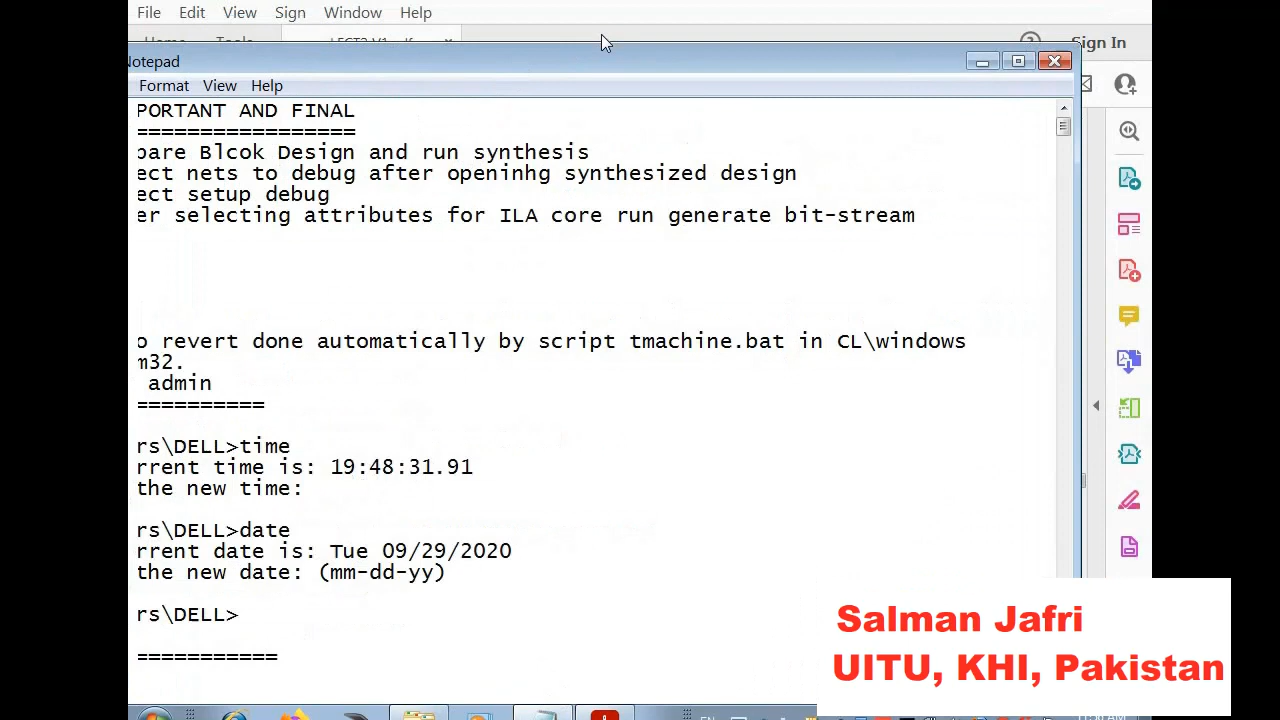 File Edit View Sign Window Help
Home Tools
Sign In
Notepad
Format View Help
PORTANT AND FINAL
=================
pare Blcok Design and run synthesis
ect nets to debug after openinhg synthesized design
ect setup debug
er selecting attributes for ILA core run generate bit-stream
o revert done automatically by script tmachine.bat in CL\windows
m32.
admin
==========
rs\DELL>time
rrent time is: 19:48:31.91
the new time:
rs\DELL>date
rrent date is: Tue 09/29/2020
the new date: (mm-dd-yy)
rs\DELL>
===========
Salman Jafri
UITU, KHI, Pakistan
EN